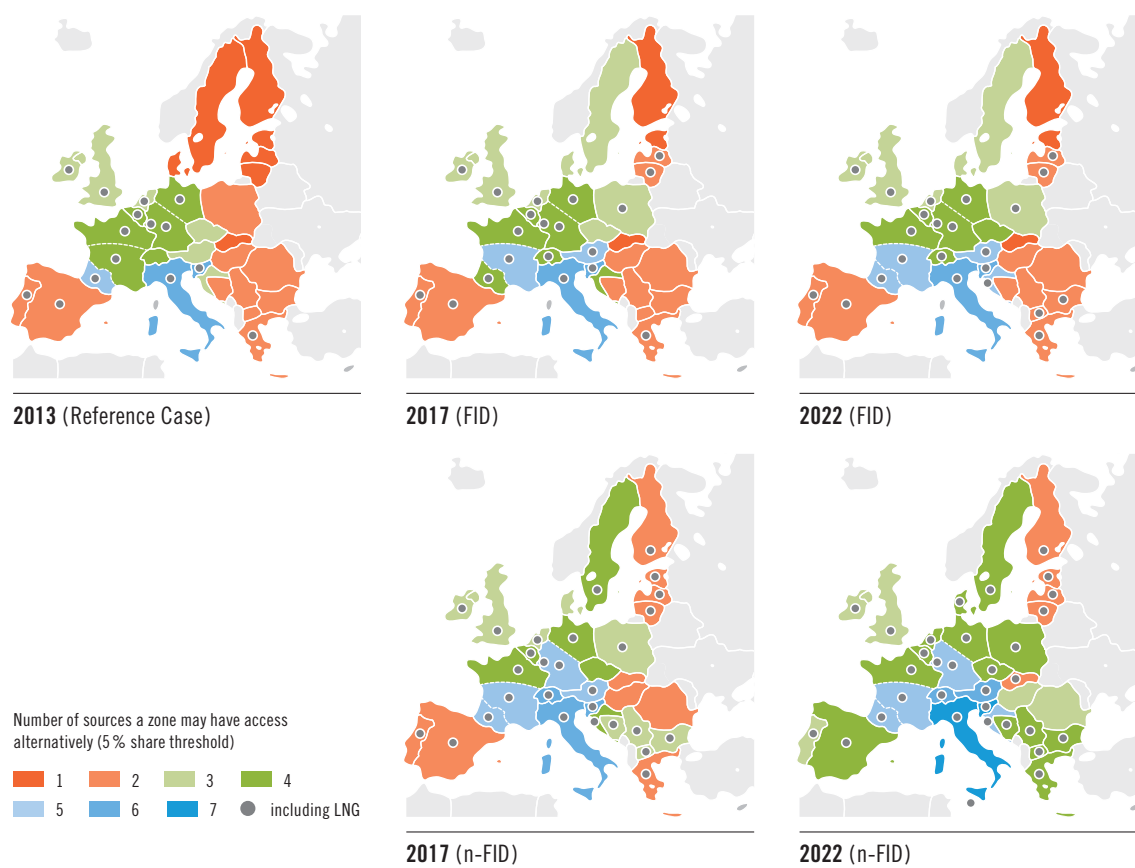 2013 (Reference Case)
2017 (FID)
2022 (FID)
Number of sources a zone may have access
alternatively (5 % share threshold)
1 2 3 4
5 6 7 including LNG
2017 (n-FID)
2022 (n-FID)